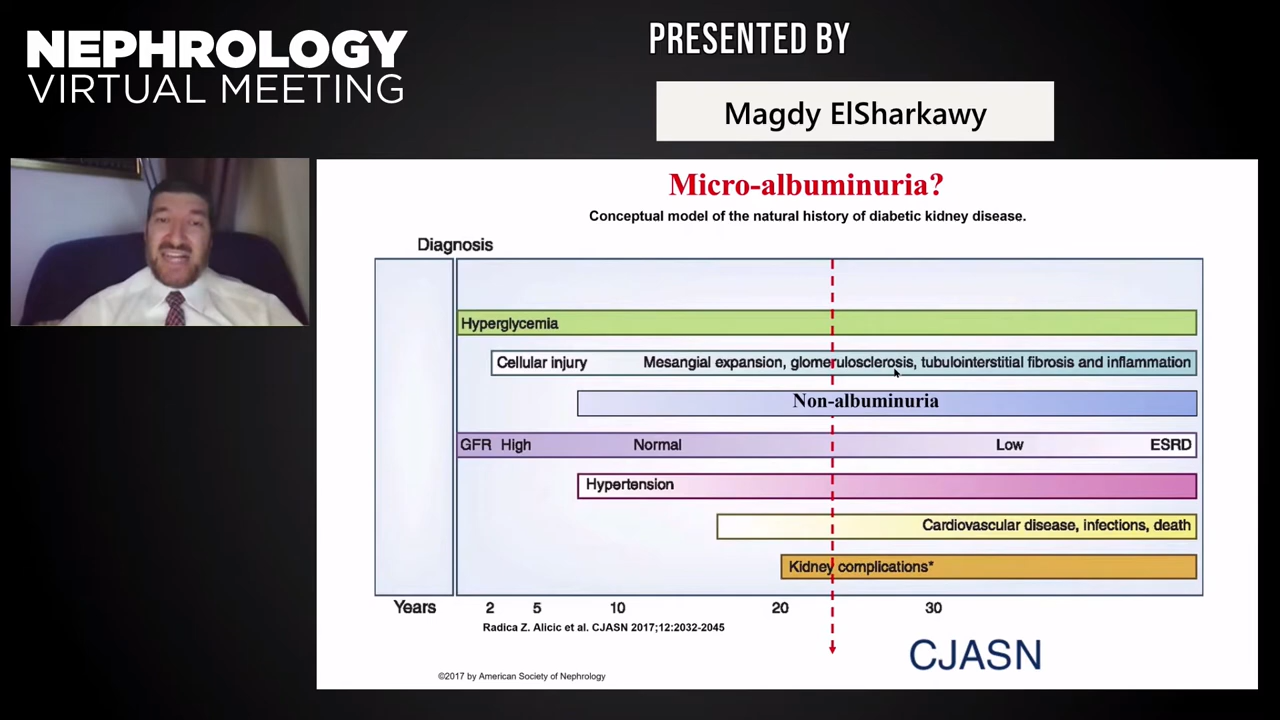 NEPHROLOGY
VIRTUAL MEETING
PRESENTED BY
Magdy ElSharkawy
Micro-albuminuria?
Conceptual model of the natural history of diabetic kidney disease.
Diagnosis
Hyperglycemia
Cellular injury Mesangial expansion, glomerulosclerosis, tubulointerstitial fibrosis and inflammation
Non-albuminuria
GFR High Normal Low ESRD
Hypertension
Cardiovascular disease, infections, death
Kidney complications*
Years 2 5 10 20 30
Radica Z. Alicic et al. CJASN 2017;12:2032-2045
CJASN
©2017 by American Society of Nephrology